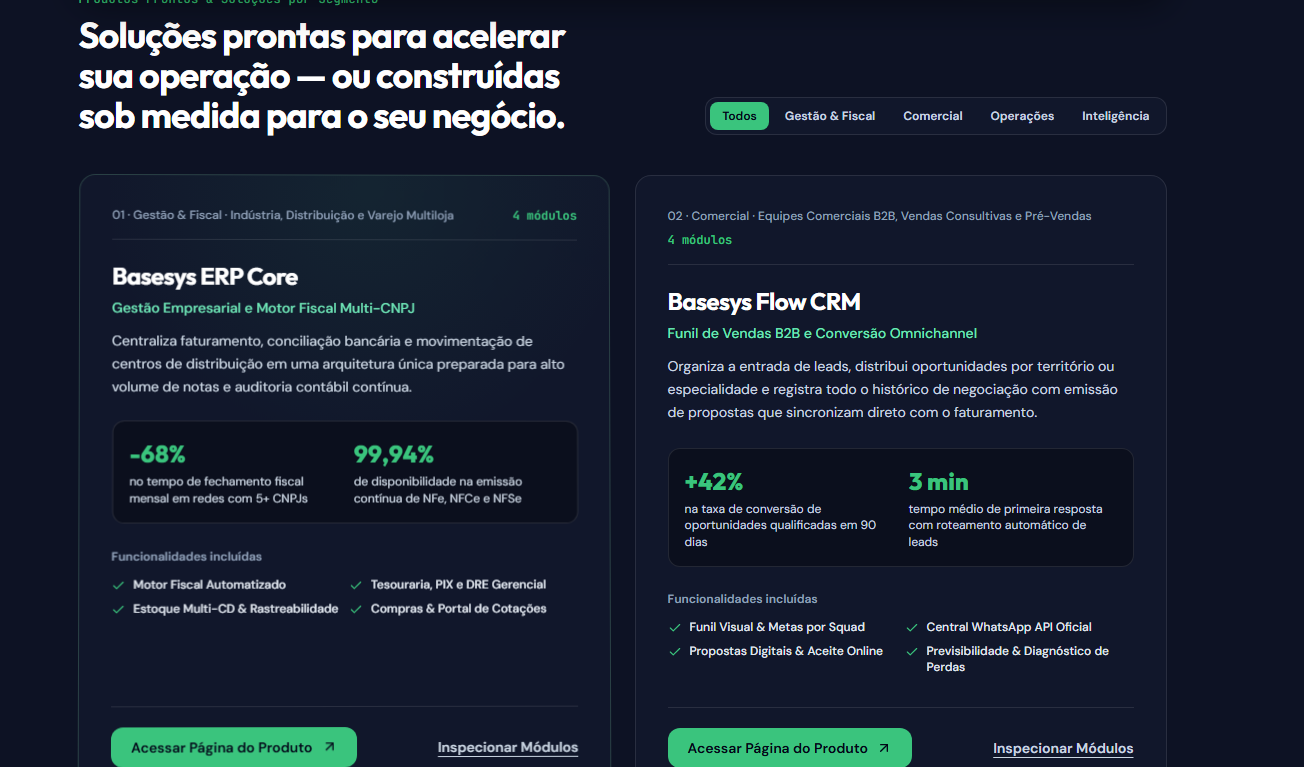 Produtos Prontos & Soluções por Segmento
Soluções prontas para acelerar
sua operação — ou construídas
sob medida para o seu negócio.
Todos
Gestão & Fiscal
Comercial
Operações
Inteligência
01 · Gestão & Fiscal · Indústria, Distribuição e Varejo Multiloja
4 módulos
Basesys ERP Core
Gestão Empresarial e Motor Fiscal Multi-CNPJ
Centraliza faturamento, conciliação bancária e movimentação de
centros de distribuição em uma arquitetura única preparada para alto
volume de notas e auditoria contábil contínua.
-68%
no tempo de fechamento fiscal
mensal em redes com 5+ CNPJs
99,94%
de disponibilidade na emissão
contínua de NFe, NFCe e NFSe
Funcionalidades incluídas
Motor Fiscal Automatizado
Tesouraria, PIX e DRE Gerencial
Estoque Multi-CD & Rastreabilidade
Compras & Portal de Cotações
Acessar Página do Produto
Inspecionar Módulos
02 · Comercial · Equipes Comerciais B2B, Vendas Consultivas e Pré-Vendas
4 módulos
Basesys Flow CRM
Funil de Vendas B2B e Conversão Omnichannel
Organiza a entrada de leads, distribui oportunidades por território ou
especialidade e registra todo o histórico de negociação com emissão
de propostas que sincronizam direto com o faturamento.
+42%
na taxa de conversão de
oportunidades qualificadas em 90
dias
3 min
tempo médio de primeira resposta
com roteamento automático de
leads
Funcionalidades incluídas
Funil Visual & Metas por Squad
Central WhatsApp API Oficial
Propostas Digitais & Aceite Online
Previsibilidade & Diagnóstico de
Perdas
Acessar Página do Produto
Inspecionar Módulos